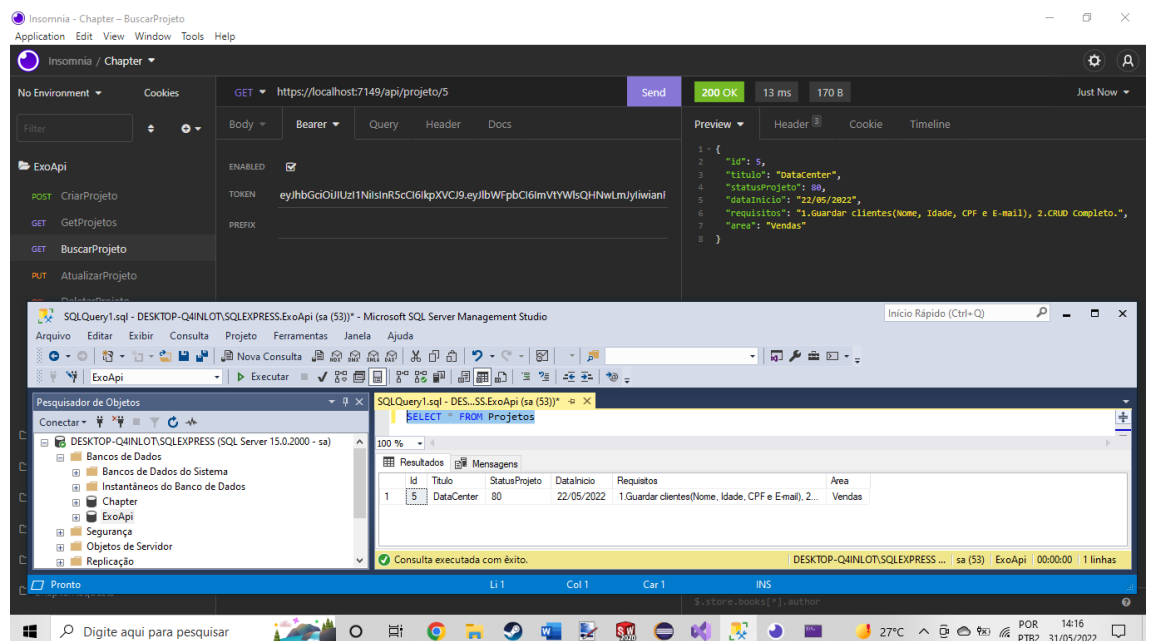 Insomnia - Chapter – BuscarProjeto
Application Edit View Window Tools Help
Insomnia / Chapter
No Environment Cookies
GET https://localhost:7149/api/projeto/5 Send
200 OK 13 ms 170 B Just Now
Filter
Body Bearer Query Header Docs
Preview Header 3 Cookie Timeline
ExoApi
POST CriarProjeto
GET GetProjetos
GET BuscarProjeto
PUT AtualizarProjeto
DeletarProjeto
ENABLED
TOKEN
PREFIX
1 {
2 "id": 5,
3 "titulo": "DataCenter",
4 "statusProjeto": 80,
5 "dataInicio": "22/05/2022",
6 "requisitos": "1.Guardar clientes(Nome, Idade, CPF e E-mail), 2.CRUD Completo.",
7 "area": "Vendas"
8 }
SQLQuery1.sql - DESKTOP-Q4INLOT\SQLEXPRESS.ExoApi (sa (53))* - Microsoft SQL Server Management Studio
Início Rápido (Ctrl+Q)
Arquivo Editar Exibir Consulta Projeto Ferramentas Janela Ajuda
Nova Consulta
ExoApi Executar
Pesquisador de Objetos
Conectar
DESKTOP-Q4INLOT\SQLEXPRESS (SQL Server 15.0.2000 - sa)
Bancos de Dados
Bancos de Dados do Sistema
Instantâneos do Banco de Dados
Chapter
ExoApi
Segurança
Objetos de Servidor
Replicação
SQLQuery1.sql - DES...SS.ExoApi (sa (53))*
SELECT * FROM Projetos
100 %
Resultados Mensagens
Id Titulo StatusProjeto DataInicio Requisitos Area
1 5 DataCenter 80 22/05/2022 1.Guardar clientes(Nome, Idade, CPF e E-mail), 2... Vendas
Consulta executada com êxito.
DESKTOP-Q4INLOT\SQLEXPRESS ... sa (53) ExoApi 00:00:00 1 linhas
Pronto Li 1 Col 1 Car 1 INS
$.store.books[*].author
Digite aqui para pesquisar
27°C
POR
PTB2
14:16
31/05/2022